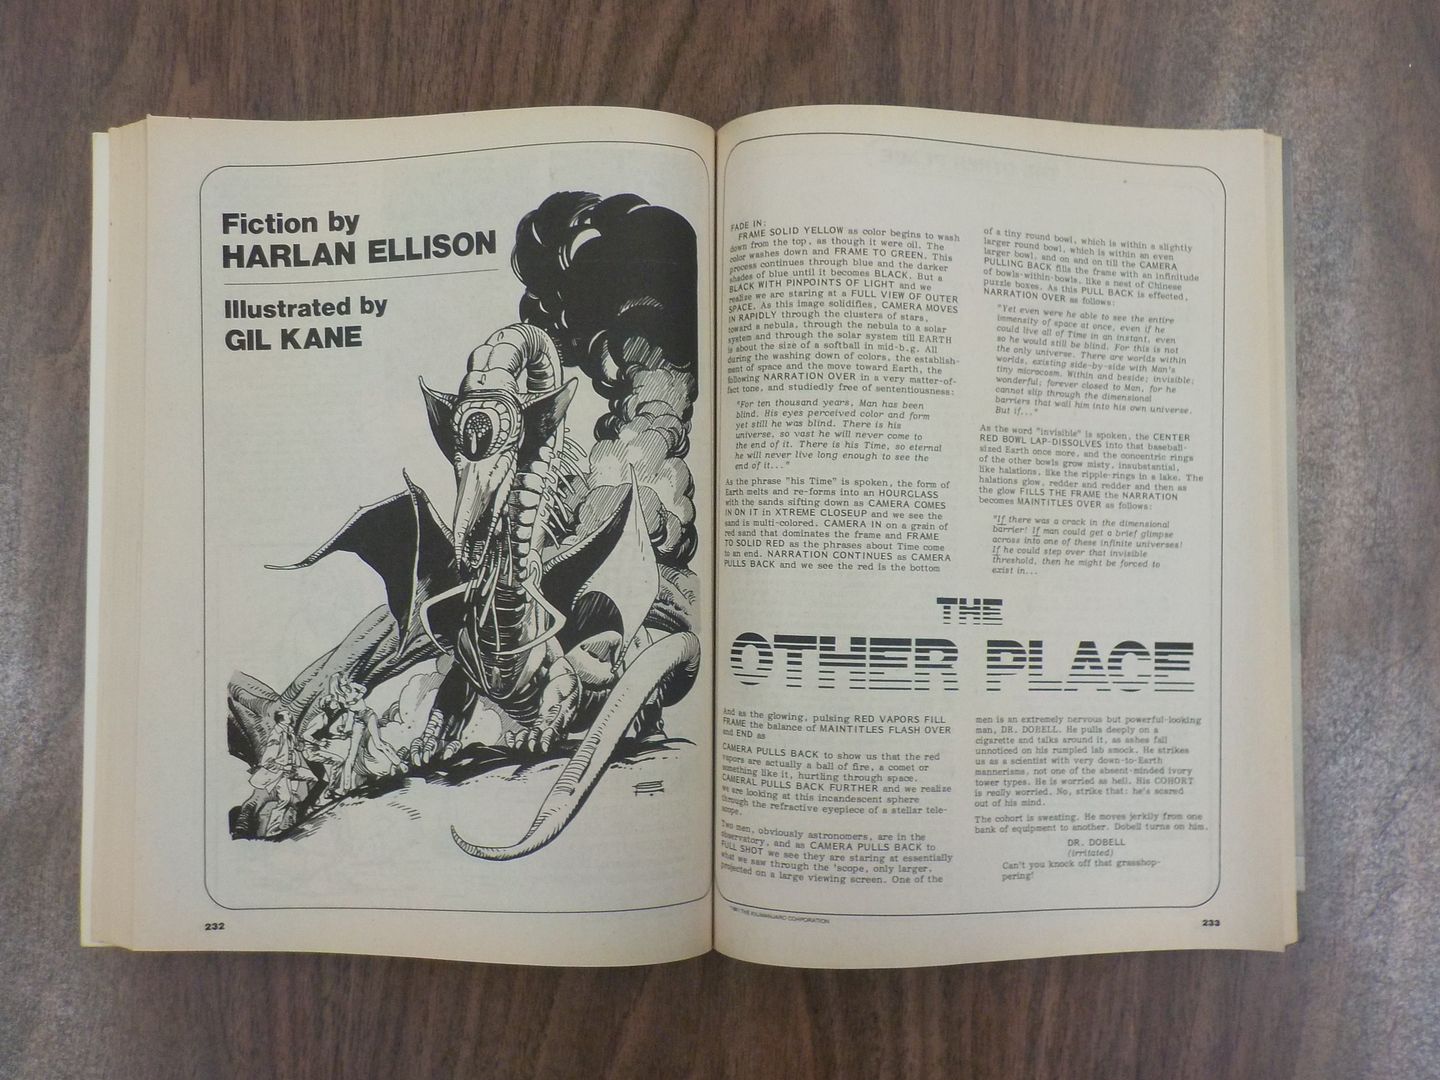 Fiction by
HARLAN ELLISON
Illustrated by
GIL KANE
232
FADE IN:
FRAME SOLID YELLOW as color begins to wash
down from the top, as though it were oil. The
color washes down and FRAME TO GREEN. This
process continues through blue and the darker
shades of blue until it becomes BLACK. But a
BLACK WITH PINPOINTS OF LIGHT and we
realize we are staring at a FULL VIEW OF OUTER
SPACE. As this image solidifies, CAMERA MOVES
IN RAPIDLY through the clusters of stars,
toward a nebula, through the nebula to a solar
system and through the solar system till EARTH
is about the size of a softball in mid-b.g. All
during the washing down of colors, the establish-
ment of space and the move toward Earth, the
following NARRATION OVER in a very matter-of-
fact tone, and studiedly free of sententiousness:
"For ten thousand years, Man has been
blind. His eyes perceived color and form
yet still he was blind. There is his
universe, so vast he will never come to
the end of it. There is his Time, so eternal
he will never live long enough to see the
end of it..."
As the phrase "his Time" is spoken, the form of
Earth melts and re-forms into an HOURGLASS
with the sands sifting down as CAMERA COMES
IN ON IT in XTREME CLOSEUP and we see the
sand is multi-colored. CAMERA IN on a grain of
red sand that dominates the frame and FRAME
TO SOLID RED as the phrases about Time come
to an end. NARRATION CONTINUES as CAMERA
PULLS BACK and we see the red is the bottom
of a tiny round bowl, which is within a slightly
larger round bowl, which is within an even
larger bowl, and on and on till the CAMERA
PULLING BACK fills the frame with an infinitude
of bowls-within-bowls, like a nest of Chinese
puzzle boxes. As this PULL BACK is effected,
NARRATION OVER as follows:
"Yet even were he able to see the entire
immensity of space at once, even if he
could live all of Time in an instant, even
so he would still be blind. For this is not
the only universe. There are worlds within
worlds, existing side-by-side with Man's
tiny microcosm. Within and beside; invisible;
wonderful; forever closed to Man, for he
cannot slip through the dimensional
barriers that wall him into his own universe.
But if..."
As the word "invisible" is spoken, the CENTER
RED BOWL LAP-DISSOLVES into that baseball-
sized Earth once more, and the concentric rings
of the other bowls grow misty, insubstantial,
like halations, like the ripple-rings in a lake. The
halations glow, redder and redder and then as
the glow FILLS THE FRAME the NARRATION
becomes MAINTITLES OVER as follows:
"If there was a crack in the dimensional
barrier! If man could get a brief glimpse
across into one of these infinite universes!
If he could step over that invisible
threshold, then he might be forced to
exist in...
THE
OTHER PLACE
And as the glowing, pulsing RED VAPORS FILL
FRAME the balance of MAINTITLES FLASH OVER
and END as
CAMERA PULLS BACK to show us that the red
vapors are actually a ball of fire, a comet or
something like it, hurtling through space.
CAMERAL PULLS BACK FURTHER and we realize
we are looking at this incandescent sphere
through the refractive eyepiece of a stellar tele-
scope.
Two men, obviously astronomers, are in the
observatory, and as CAMERA PULLS BACK to
FULL SHOT we see they are staring at essentially
what we saw through the 'scope, only larger,
projected on a large viewing screen. One of the
men is an extremely nervous but powerful-looking
man, DR. DOBELL. He pulls deeply on a
cigarette and talks around it, as ashes fall
unnoticed on his rumpled lab smock. He strikes
us as a scientist with very down-to-Earth
mannerisms, not one of the absent-minded ivory
tower types. He is worried as hell. His COHORT
is really worried. No, strike that: he's scared
out of his mind.
The cohort is sweating. He moves jerkily from one
bank of equipment to another. Dobell turns on him.
DR. DOBELL
(irritated)
Can't you knock off that grasshop-
pering!
THE KILIMANJARO CORPORATION
233